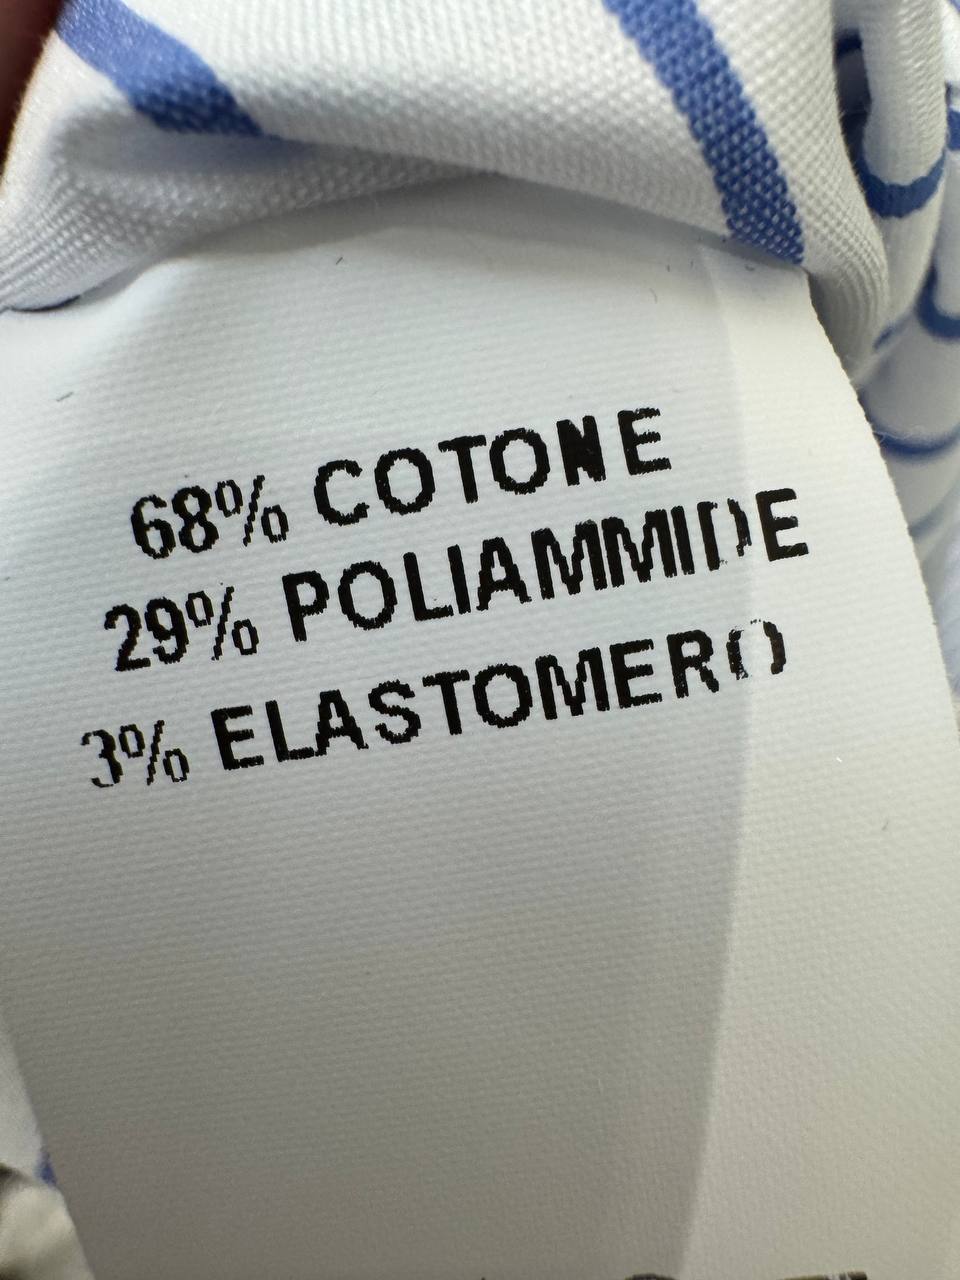 68% COTONE
29% POLIAMMIDE
3% ELASTOMERO